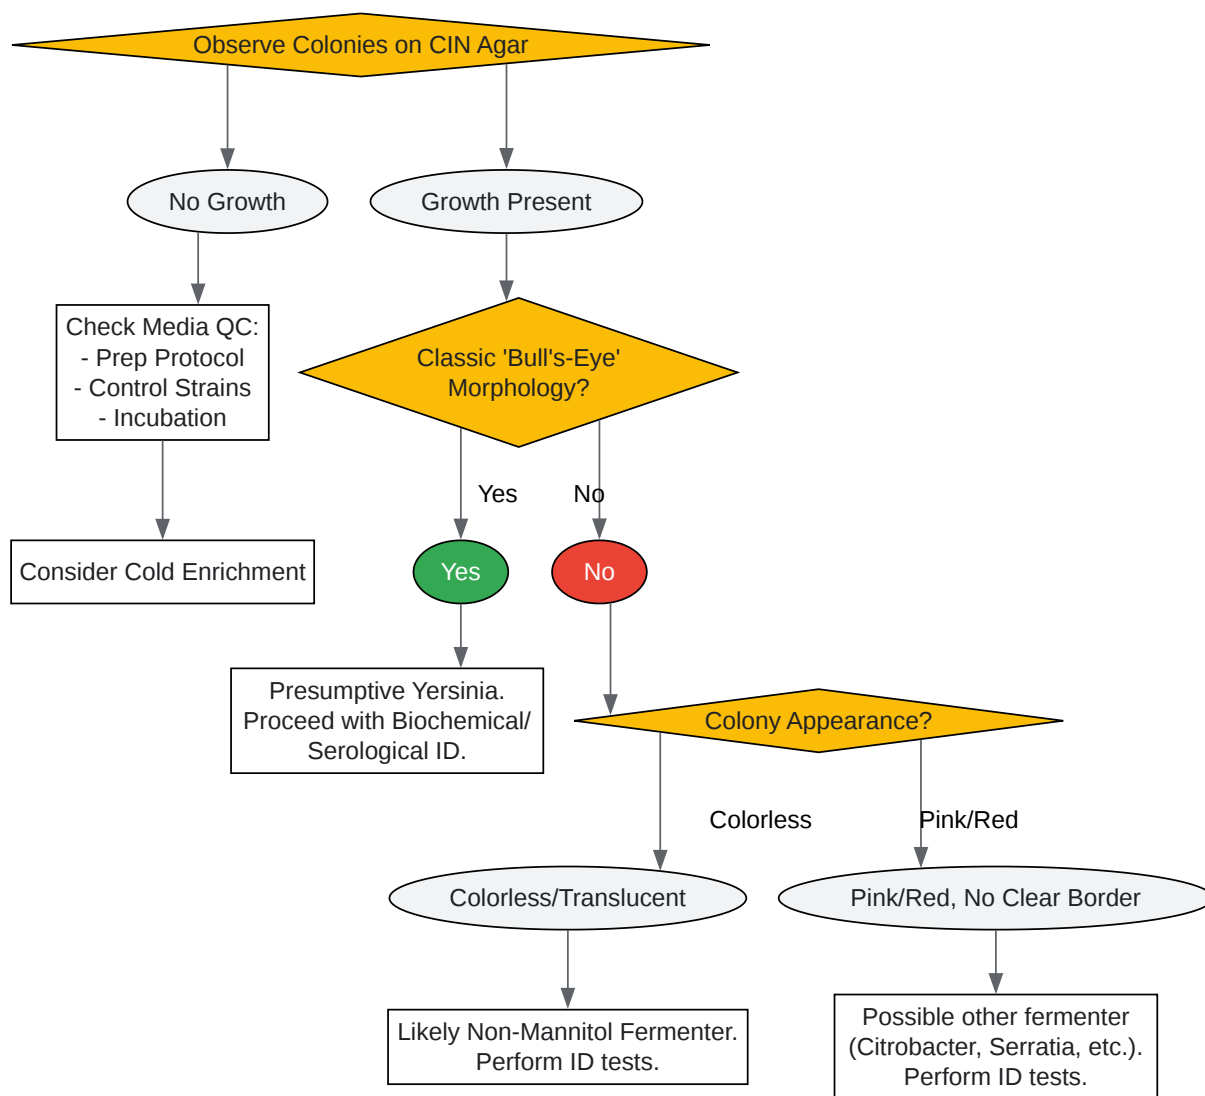 Observe Colonies on CIN Agar
No Growth
Growth Present
Check Media QC:
- Prep Protocol
- Control Strains
- Incubation
Classic 'Bull's-Eye'
Morphology?
Yes
No
Consider Cold Enrichment
Yes
No
Presumptive Yersinia.
Proceed with Biochemical/
Serological ID.
Colony Appearance?
Colorless
Pink/Red
Colorless/Translucent
Pink/Red, No Clear Border
Likely Non-Mannitol Fermenter.
Perform ID tests.
Possible other fermenter
(Citrobacter, Serratia, etc.).
Perform ID tests.